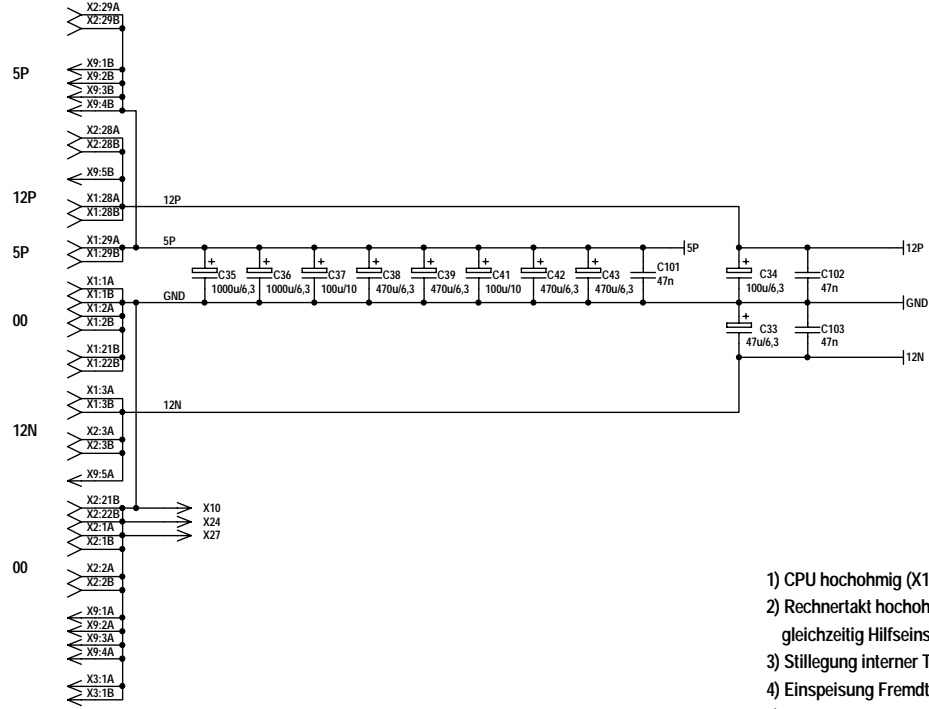 X2:29A
X2:29B
5P
X9:1B
X9:2B
X9:3B
X9:4B
X2:28A
X2:28B
X9:5B
12P
X1:28A
X1:28B
12P
5P
X1:29A
X1:29B
5P
5P
12P
+
C35
1000u/6,3
+
C36
1000u/6,3
+
C37
100u/10
+
C38
470u/6,3
+
C39
470u/6,3
+
C41
100u/10
+
C42
470u/6,3
+
C43
470u/6,3
C101
47n
+
C34
100u/6,3
C102
47n
00
X1:1A
X1:1B
X1:2A
X1:2B
GND
GND
+
C33
47u/6,3
C103
47n
X1:21B
X1:22B
12N
12N
X1:3A
X1:3B
12N
X2:3A
X2:3B
X9:5A
X2:21B
X2:22B
X2:1A
X2:1B
X10
X24
X27
00
X2:2A
X2:2B
X9:1A
X9:2A
X9:3A
X9:4A
X3:1A
X3:1B
1) CPU hochohmig (X1
2) Rechnertakt hochoh
gleichzeitig Hilfseins
3) Stillegung interner T
4) Einspeisung Fremdt